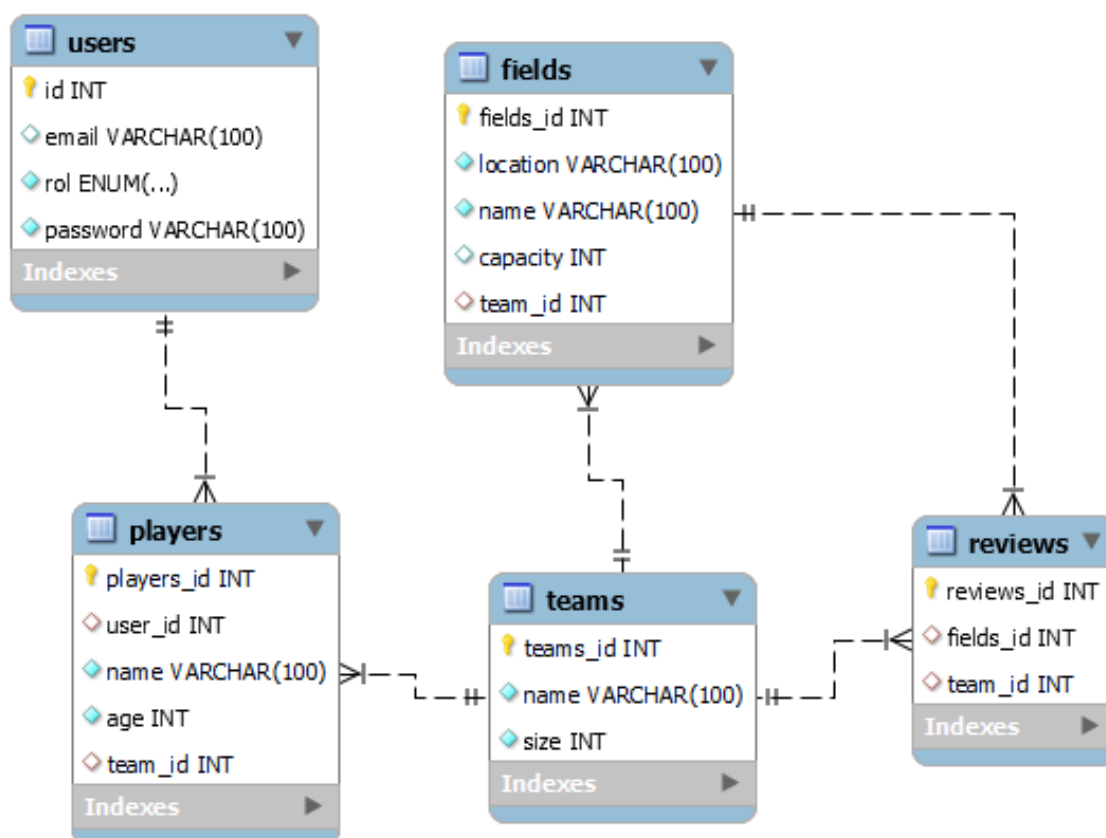 users
id INT
email VARCHAR(100)
rol ENUM(...)
password VARCHAR(100)
Indexes
fields
fields_id INT
location VARCHAR(100)
name VARCHAR(100)
capacity INT
team_id INT
Indexes
players
players_id INT
user_id INT
name VARCHAR(100)
age INT
team_id INT
Indexes
teams
teams_id INT
name VARCHAR(100)
size INT
Indexes
reviews
reviews_id INT
fields_id INT
team_id INT
Indexes